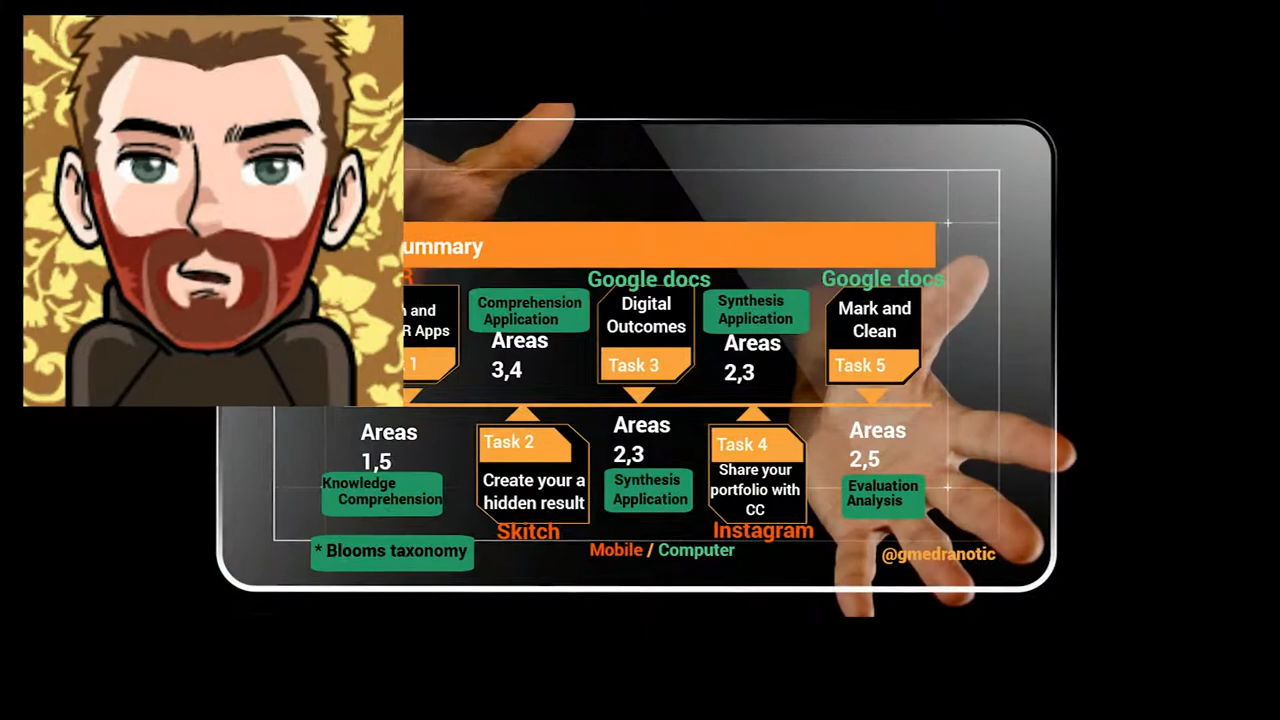 ummary
R
Google docs
Google docs
and
R Apps
1
Comprehension
Application
Areas
3,4
Digital
Outcomes
Task 3
Synthesis
Application
Areas
2,3
Mark and
Clean
Task 5
Areas
1,5
Knowledge
Comprehension
Task 2
Create your a
hidden result
Skitch
Areas
2,3
Synthesis
Application
Task 4
Share your
portfolio with
CC
Instagram
Areas
2,5
Evaluation
Analysis
* Blooms taxonomy
Mobile / Computer
@gmedranotic